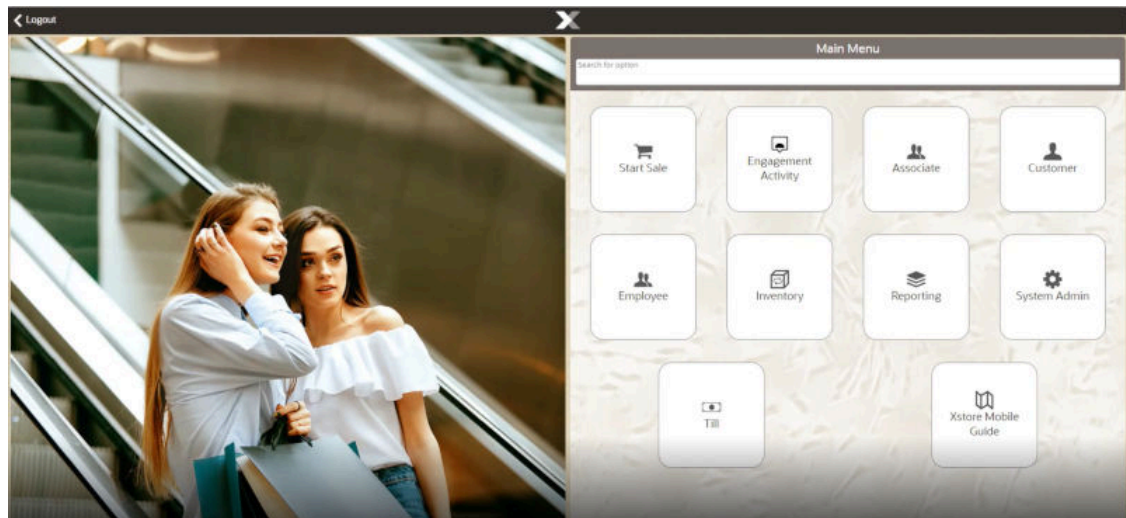 Logout
Main Menu
Search for option
Start Sale
Engagement
Activity
Associate
Customer
Employee
Inventory
Reporting
System Admin
Till
Xstore Mobile
Guide